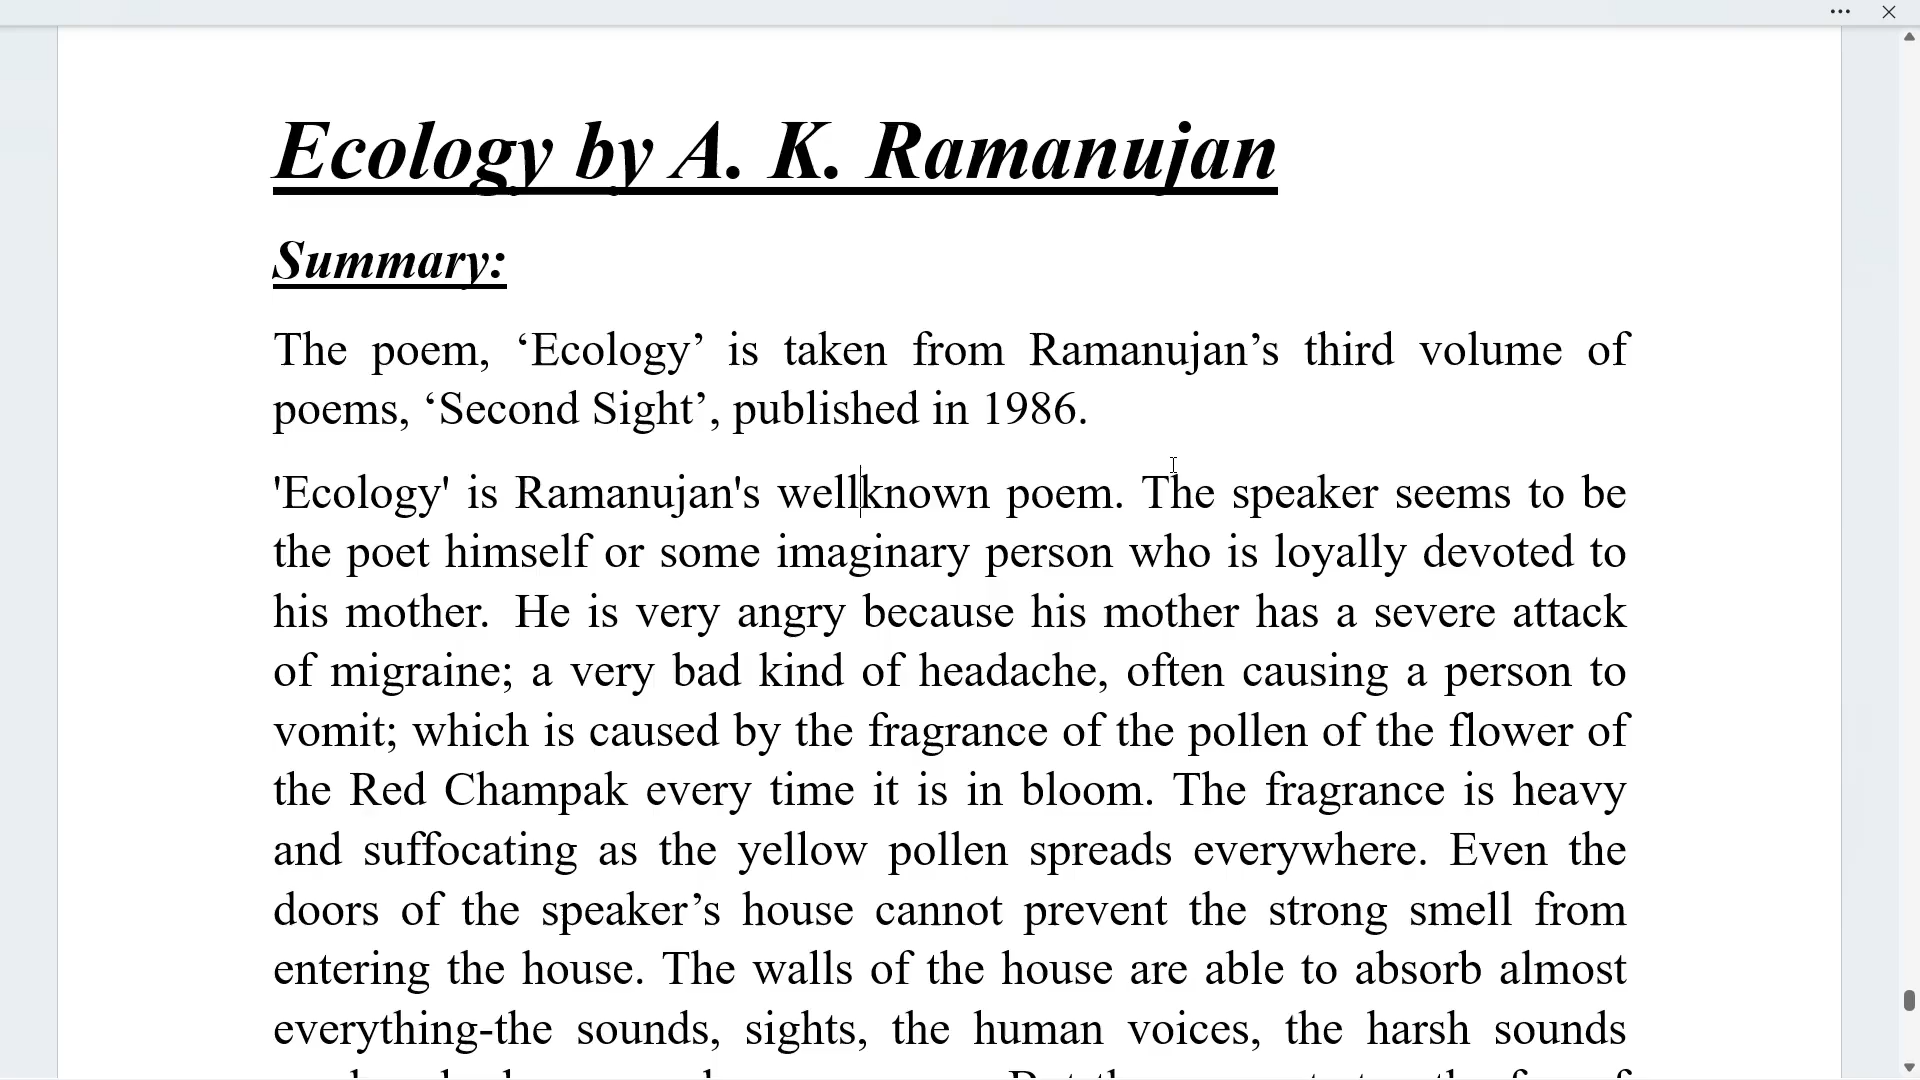 Ecology by A. K. Ramanujan
Summary:
The poem, ‘Ecology’ is taken from Ramanujan’s third volume of
poems, ‘Second Sight’, published in 1986.
'Ecology' is Ramanujan's wellknown poem. The speaker seems to be
the poet himself or some imaginary person who is loyally devoted to
his mother. He is very angry because his mother has a severe attack
of migraine; a very bad kind of headache, often causing a person to
vomit; which is caused by the fragrance of the pollen of the flower of
the Red Champak every time it is in bloom. The fragrance is heavy
and suffocating as the yellow pollen spreads everywhere. Even the
doors of the speaker’s house cannot prevent the strong smell from
entering the house. The walls of the house are able to absorb almost
everything-the sounds, sights, the human voices, the harsh sounds